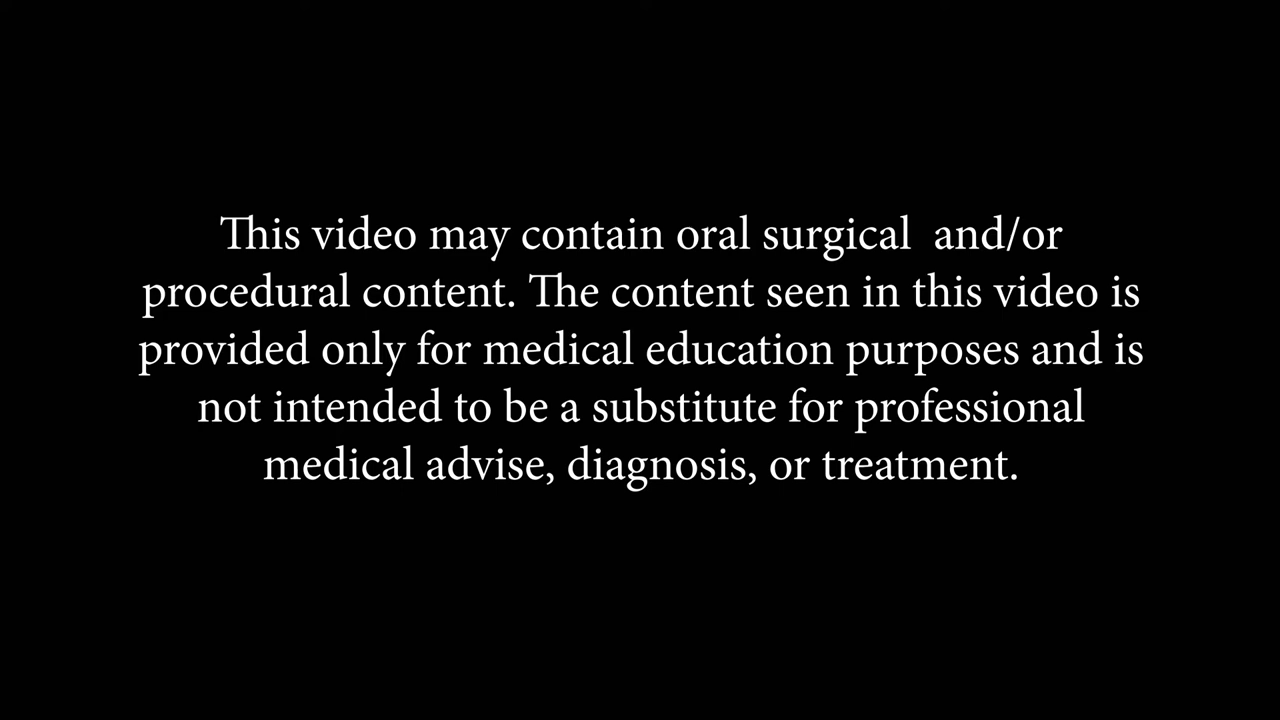 This video may contain oral surgical  and/or
procedural content. The content seen in this video is
provided only for medical education purposes and is
not intended to be a substitute for professional
medical advise, diagnosis, or treatment.